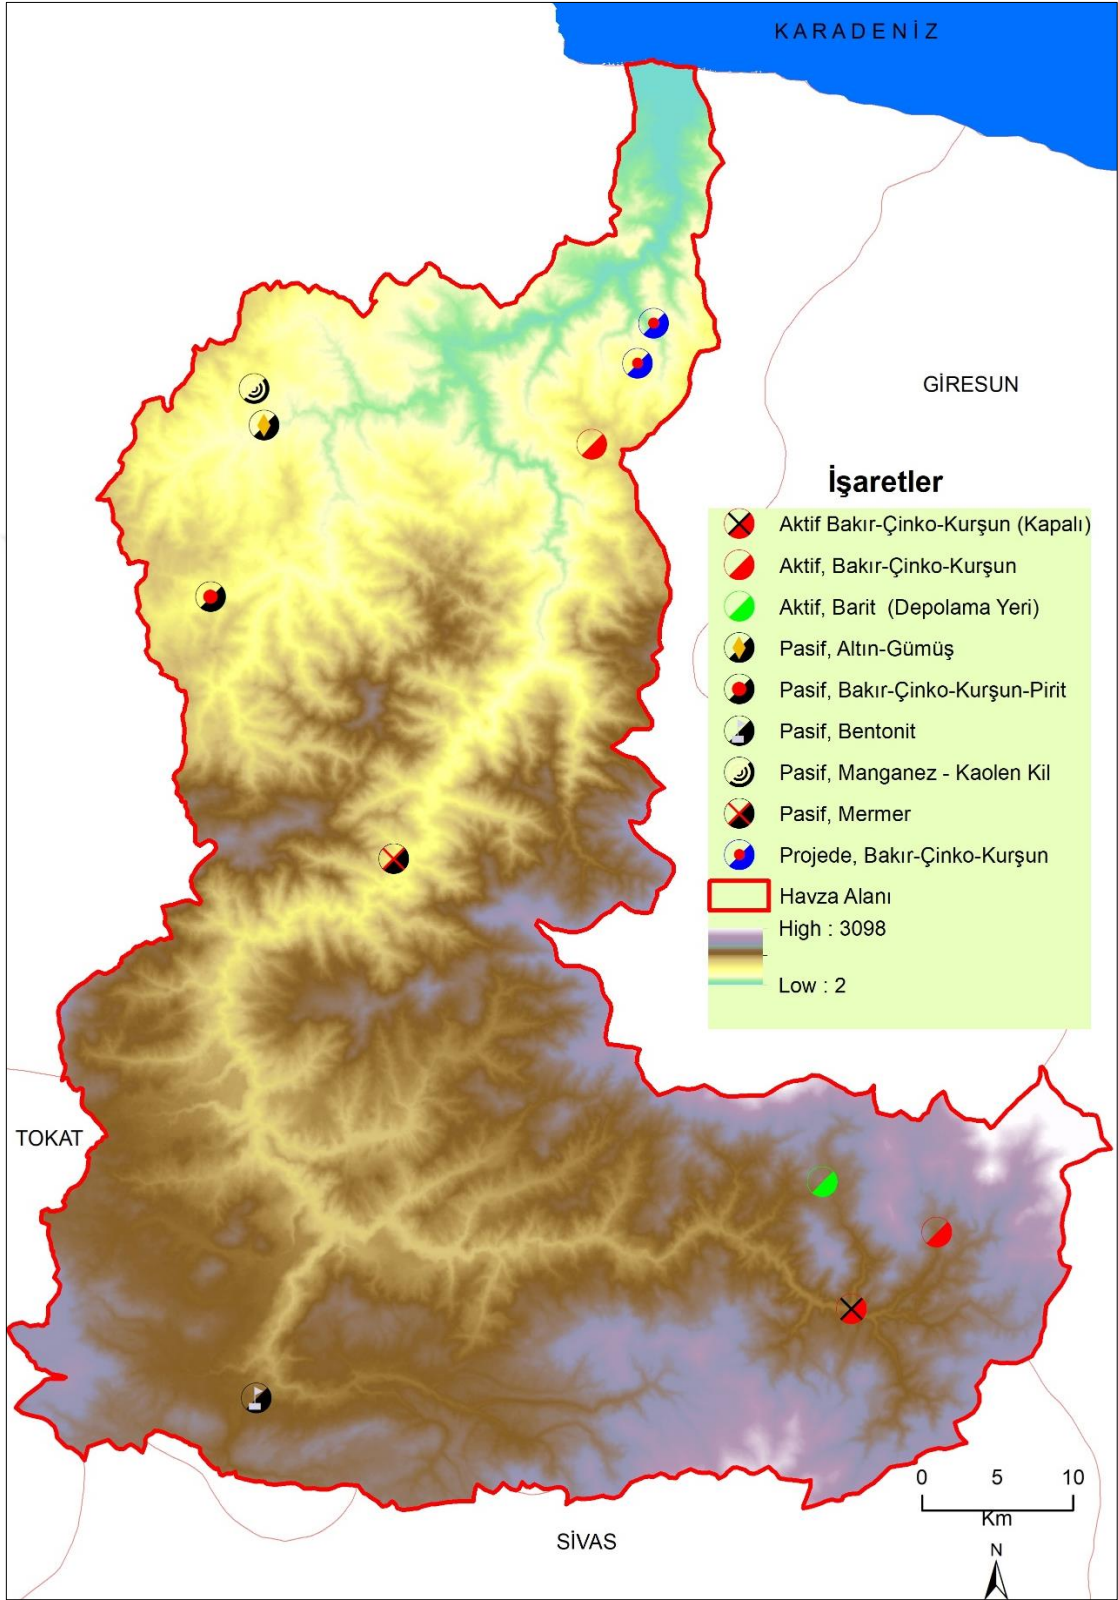 KARADENİZ
GİRESUN
İşaretler
Aktif Bakır-Çinko-Kurşun (Kapalı)
Aktif, Bakır-Çinko-Kurşun
Aktif, Barit (Depolama Yeri)
Pasif, Altın-Gümüş
Pasif, Bakır-Çinko-Kurşun-Pirit
Pasif, Bentonit
Pasif, Manganez - Kaolen Kil
Pasif, Mermer
Projede, Bakır-Çinko-Kurşun
Havza Alanı
High : 3098
Low : 2
TOKAT
0 5 10
Km
SİVAS
N